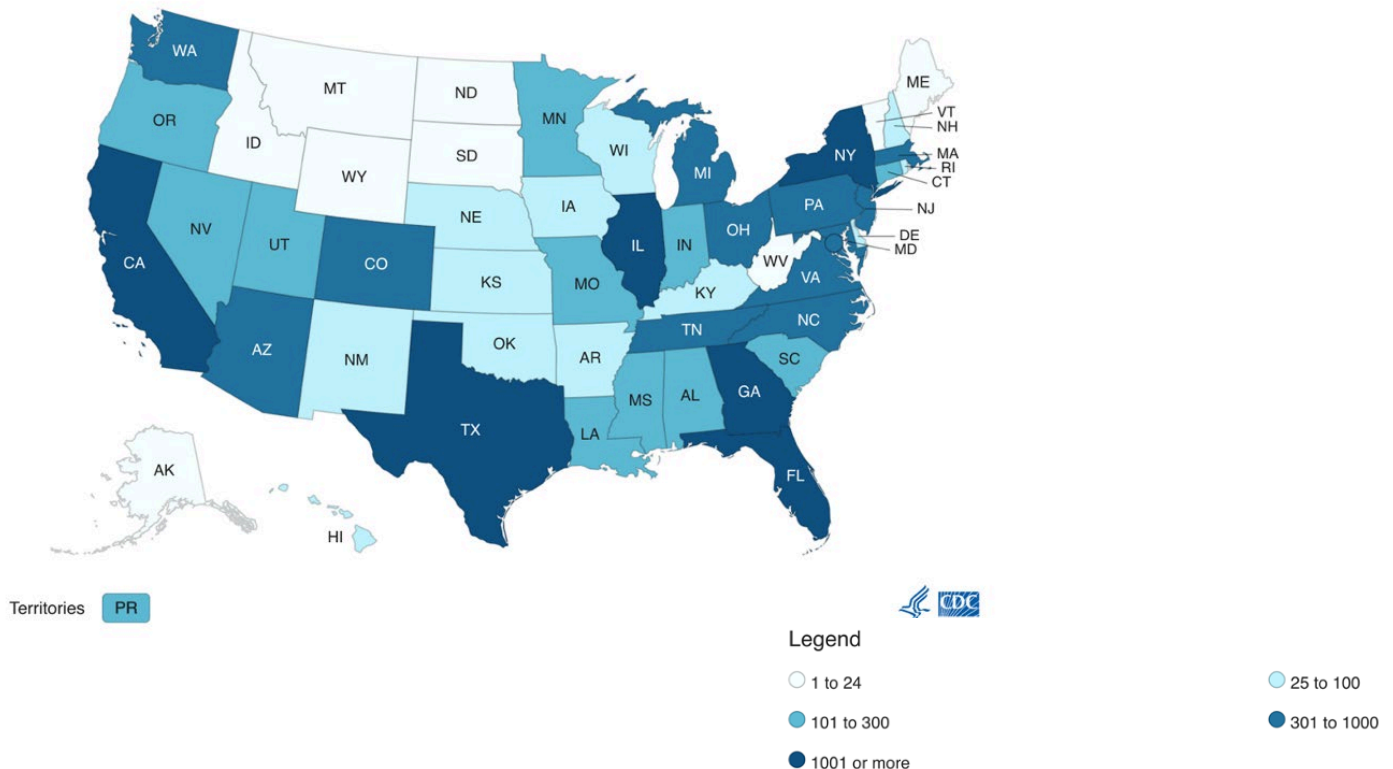 WA
MT
ND
MN
ME
VT
NH
OR
ID
SD
WI
MI
NY
MA
RI
CT
WY
NE
IA
PA
NJ
NV
UT
CO
IL
IN
OH
DE
MD
CA
KS
MO
WV
VA
KY
NC
TN
AZ
NM
OK
AR
SC
MS
AL
GA
TX
LA
FL
AK
HI
Territories PR
CDC
Legend
1 to 24
25 to 100
101 to 300
301 to 1000
1001 or more